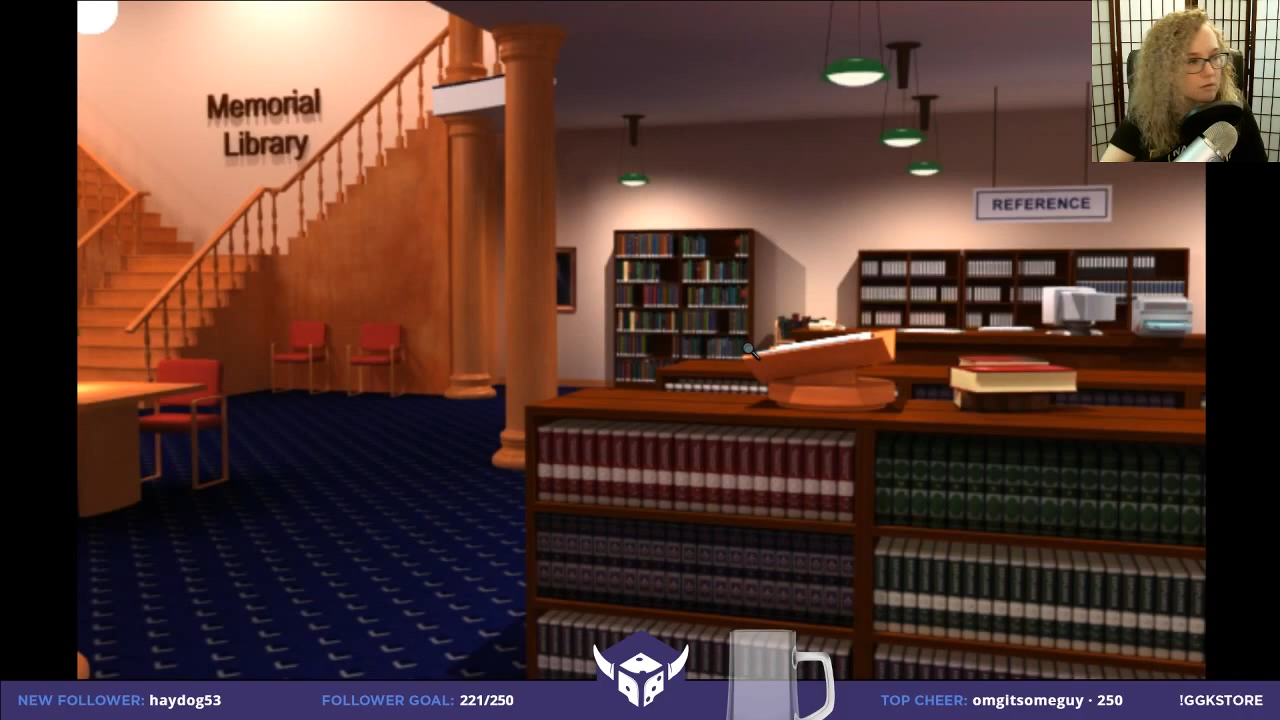 Memorial
Library
REFERENCE
NEW FOLLOWER: haydog53
FOLLOWER GOAL: 221/250
TOP CHEER: omgitsomeguy · 250
!GGKSTORE